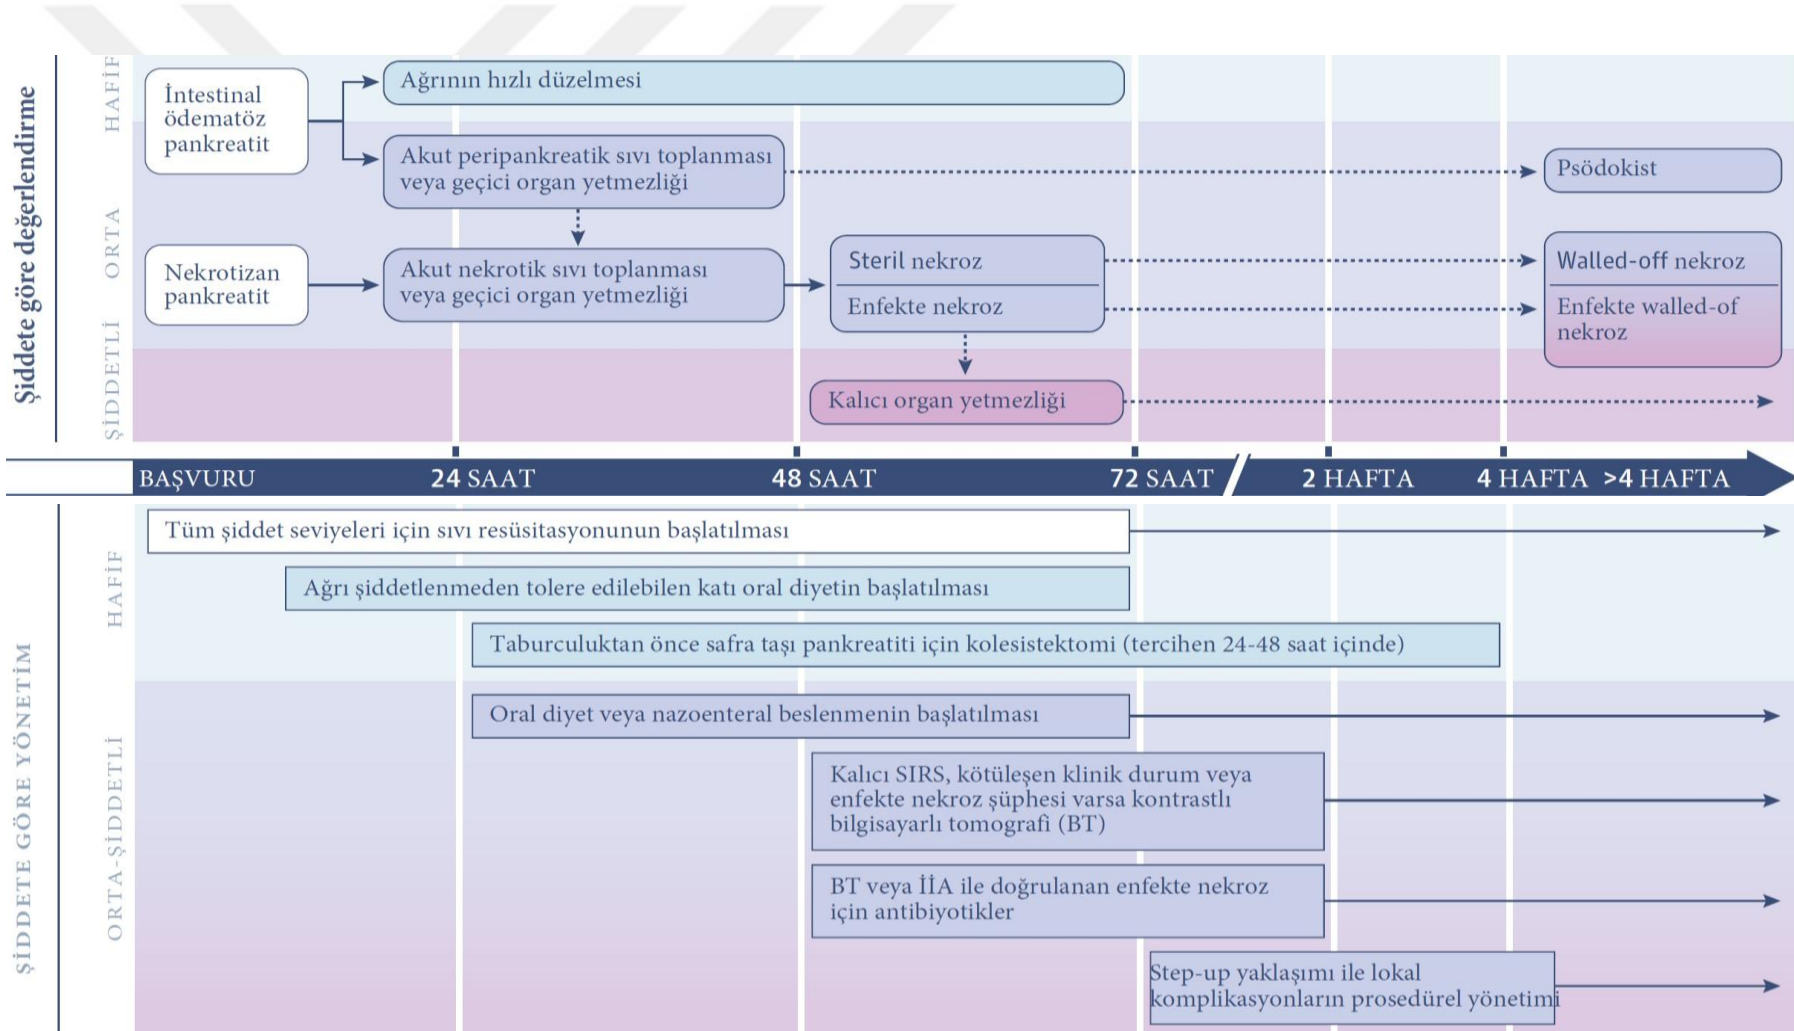 Şiddete göre değerlendirme
HAFİF
ORTA
ŞİDDETLİ
İntestinal
ödematöz
pankreatit
Ağrının hızlı düzelmesi
Akut peripankreatik sıvı toplanması
veya geçici organ yetmezliği
Psödokist
Nekrotizan
pankreatit
Akut nekrotik sıvı toplanması
veya geçici organ yetmezliği
Steril nekroz
Enfekte nekroz
Walled-off nekroz
Enfekte walled-of
nekroz
Kalıcı organ yetmezliği
BAŞVURU 24 SAAT 48 SAAT 72 SAAT 2 HAFTA 4 HAFTA >4 HAFTA
ŞİDDETE GÖRE YÖNETİM
HAFİF
ORTA-ŞİDDETLİ
Tüm şiddet seviyeleri için sıvı resüsitasyonunun başlatılması
Ağrı şiddetlenmeden tolere edilebilen katı oral diyetin başlatılması
Taburculuktan önce safra taşı pankreatiti için kolesistektomi (tercihen 24-48 saat içinde)
Oral diyet veya nazoenteral beslenmenin başlatılması
Kalıcı SIRS, kötüleşen klinik durum veya
enfekte nekroz şüphesi varsa kontrastlı
bilgisayarlı tomografi (BT)
BT veya İİA ile doğrulanan enfekte nekroz
için antibiyotikler
Step-up yaklaşımı ile lokal
komplikasyonların prosedürel yönetimi